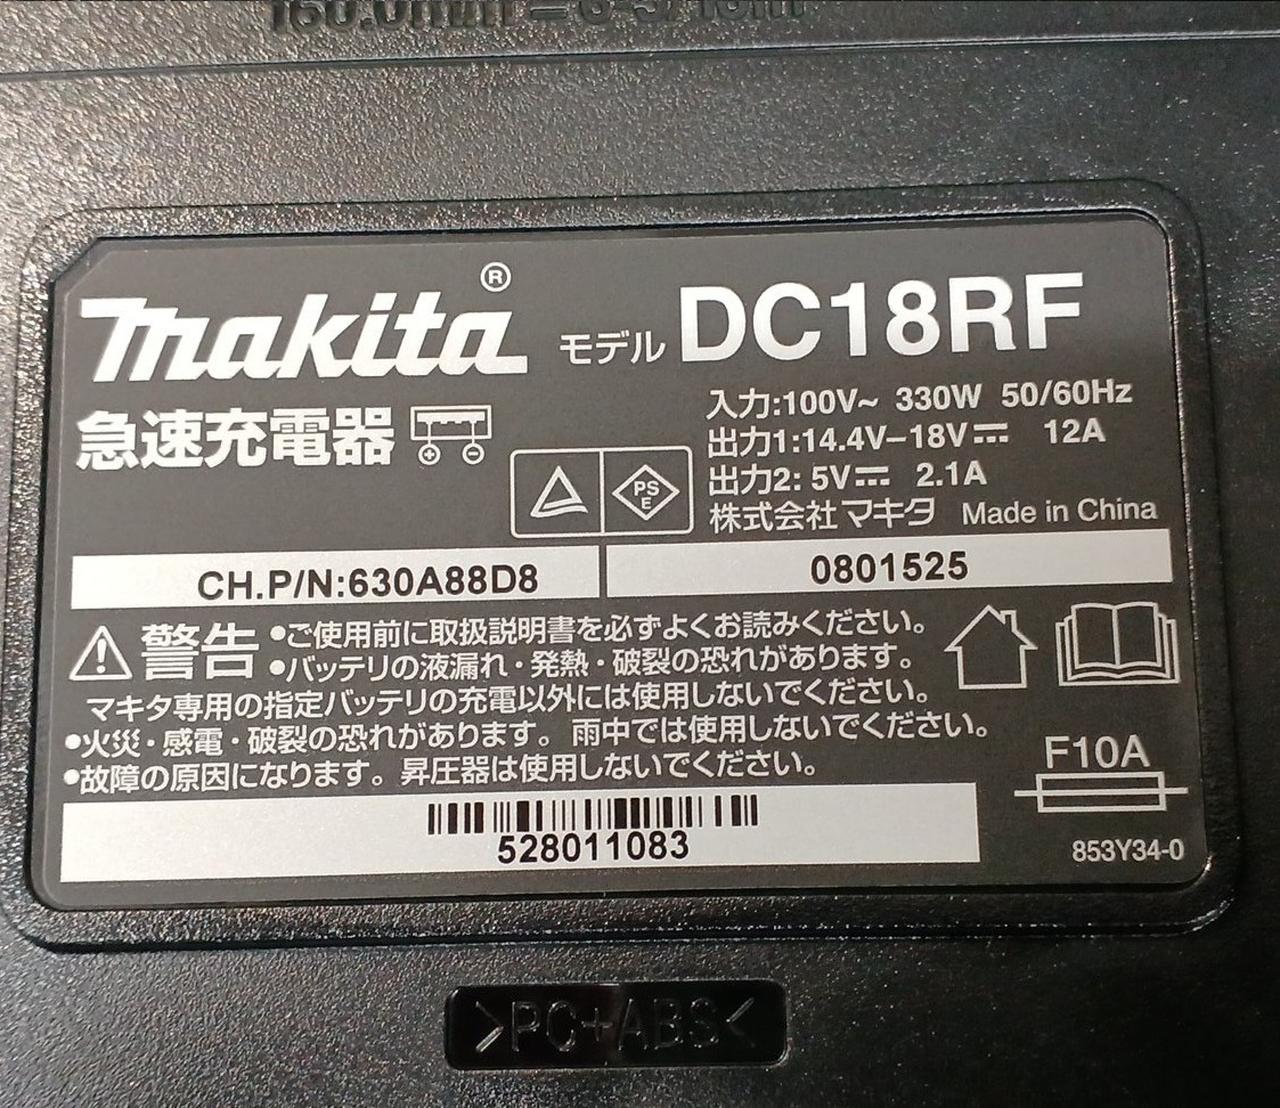 160.0mm = 6-5/16in
makita®
モデル DC18RF
急速充電器
入力:100V~ 330W 50/60Hz
出力1:14.4V–18V⎓ 12A
出力2: 5V⎓ 2.1A
株式会社マキタ Made in China
PS
E
CH.P/N:630A88D8
0801525
警告 •ご使用前に取扱説明書を必ずよくお読みください。
•バッテリの液漏れ・発熱・破裂の恐れがあります。
マキタ専用の指定バッテリの充電以外には使用しないでください。
•火災・感電・破裂の恐れがあります。雨中では使用しないでください。
•故障の原因になります。昇圧器は使用しないでください。
F10A
528011083
853Y34-0
>PC+ABS<